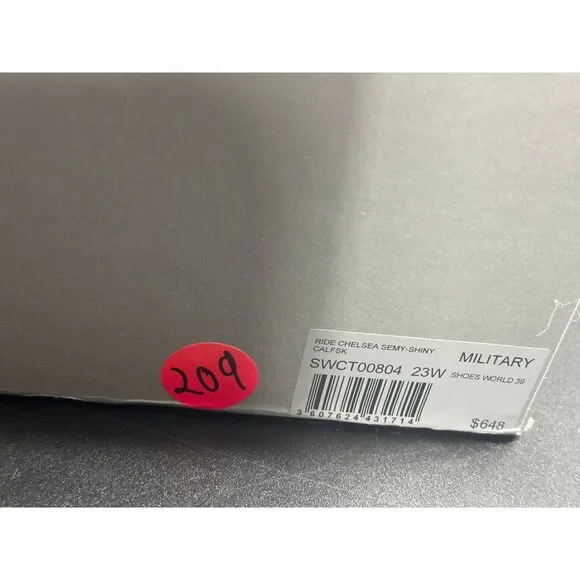 RIDE CHELSEA SEMY-SHINY
CALFSK
MILITARY
SWCT00804 23W SHOES WORLD 39
3 607624 431714
$648
209